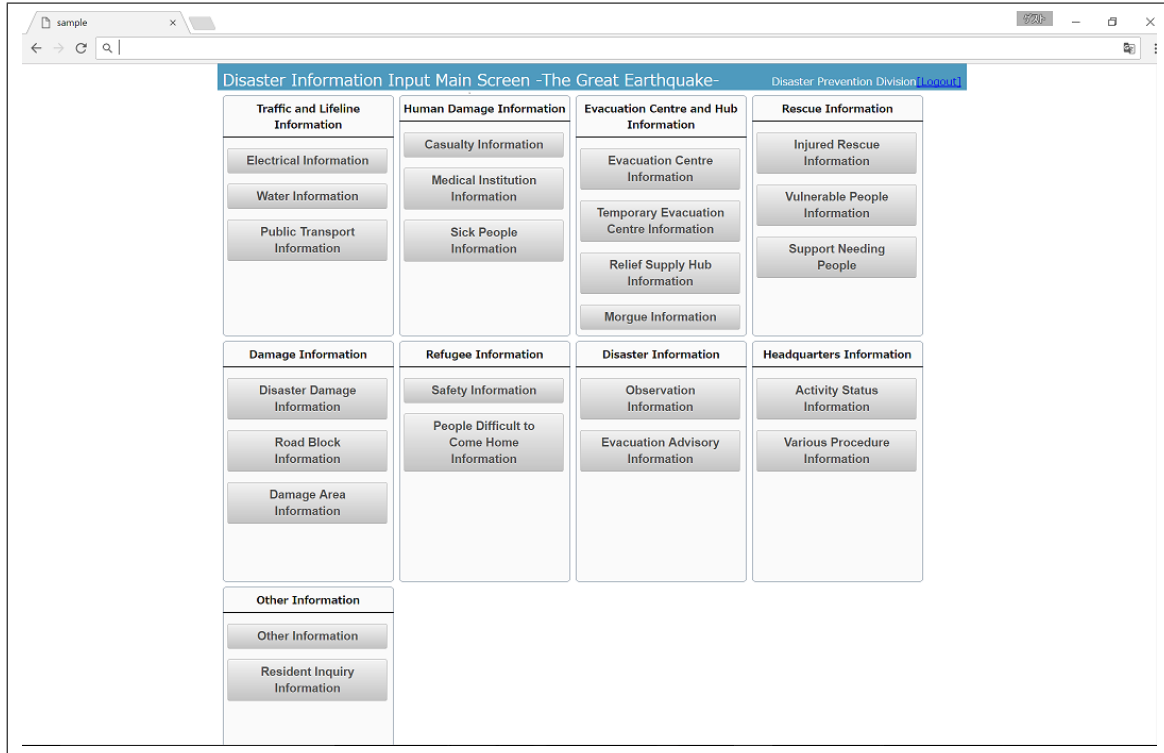 sample
ゲスト
Disaster Information Input Main Screen -The Great Earthquake-
Disaster Prevention Division[Logout]
Traffic and Lifeline
Information
Electrical Information
Water Information
Public Transport
Information
Human Damage Information
Casualty Information
Medical Institution
Information
Sick People
Information
Evacuation Centre and Hub
Information
Evacuation Centre
Information
Temporary Evacuation
Centre Information
Relief Supply Hub
Information
Morgue Information
Rescue Information
Injured Rescue
Information
Vulnerable People
Information
Support Needing
People
Damage Information
Disaster Damage
Information
Road Block
Information
Damage Area
Information
Refugee Information
Safety Information
People Difficult to
Come Home
Information
Disaster Information
Observation
Information
Evacuation Advisory
Information
Headquarters Information
Activity Status
Information
Various Procedure
Information
Other Information
Other Information
Resident Inquiry
Information